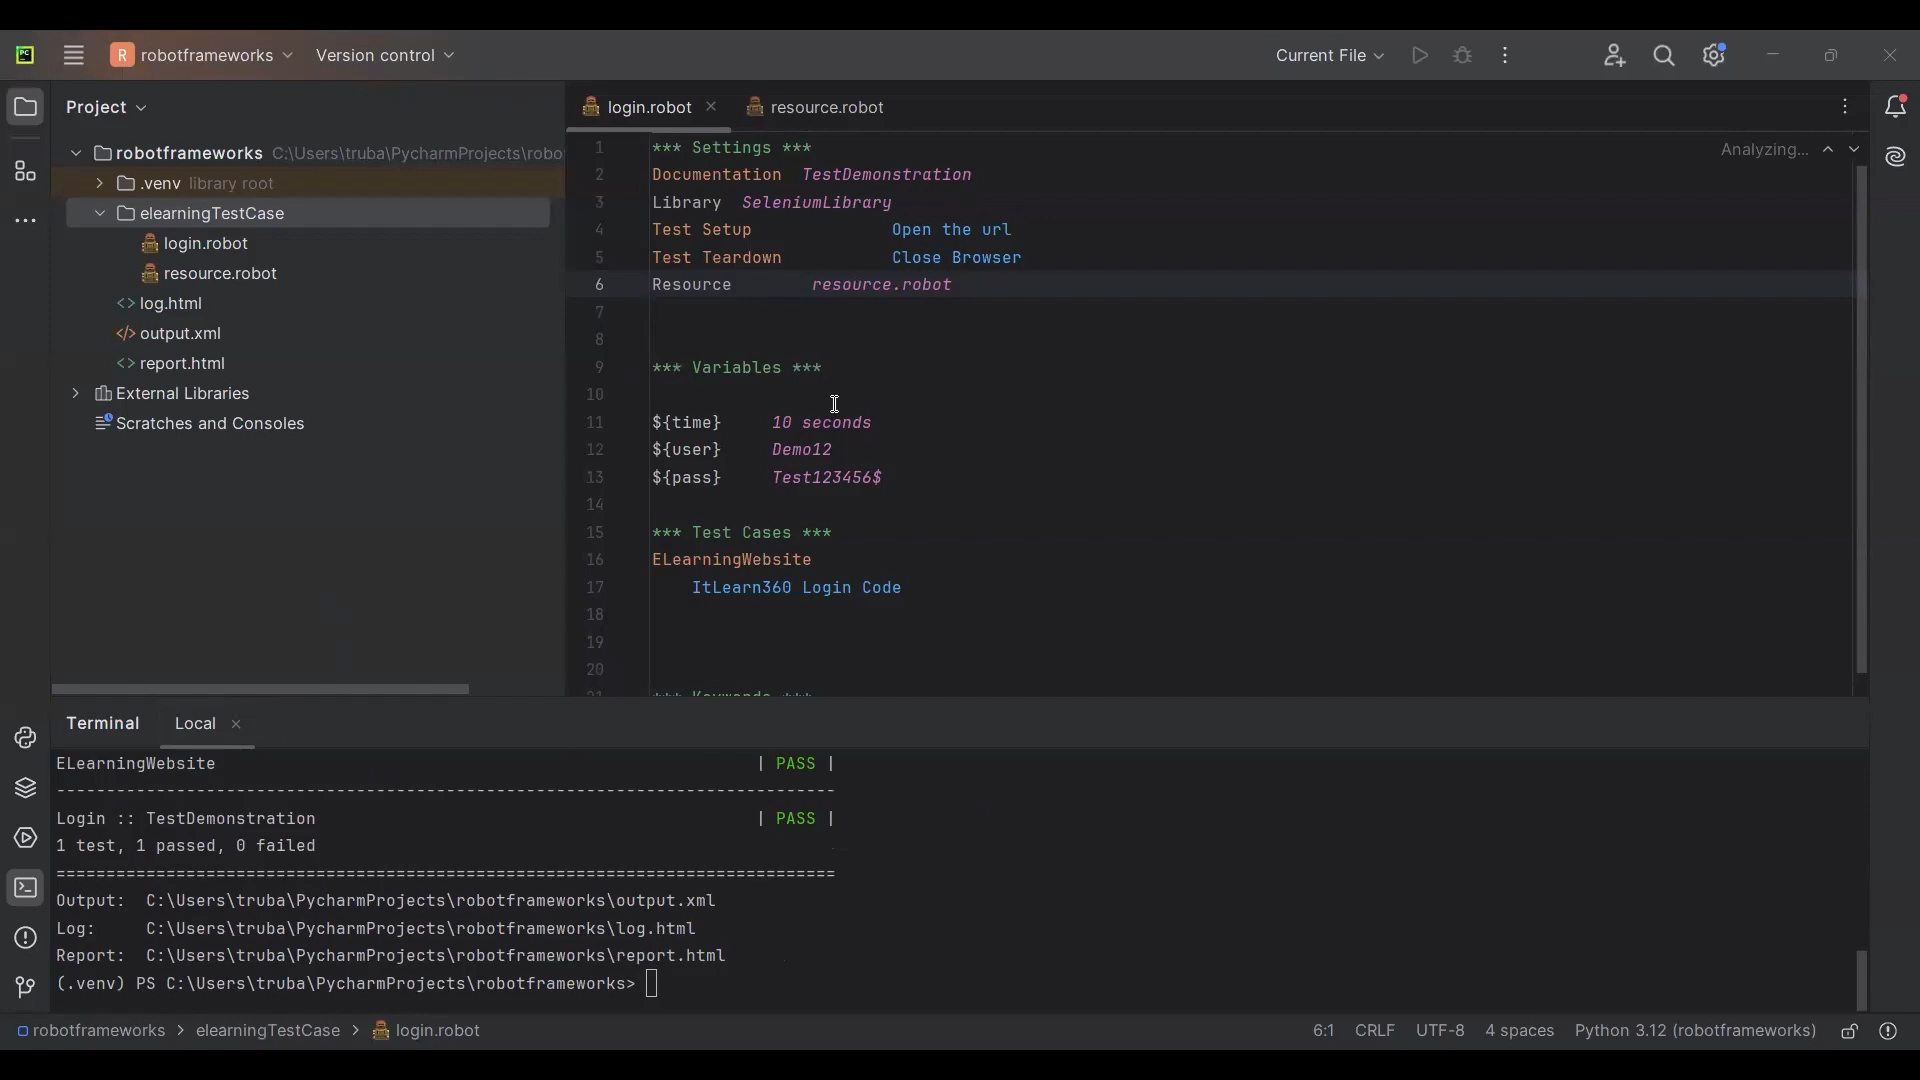 PC R robotframeworks Version control Current File
Project
robotframeworks C:\Users\truba\PycharmProjects\robo
.venv library root
elearningTestCase
login.robot
resource.robot
<> log.html
</> output.xml
<> report.html
External Libraries
Scratches and Consoles
login.robot resource.robot
Analyzing...
1 *** Settings ***
2 Documentation TestDemonstration
3 Library SeleniumLibrary
4 Test Setup Open the url
5 Test Teardown Close Browser
6 Resource resource.robot
7
8
9 *** Variables ***
10
11 ${time} 10 seconds
12 ${user} Demo12
13 ${pass} Test123456$
14
15 *** Test Cases ***
16 ELearningWebsite
17 ItLearn360 Login Code
18
19
20
21 *** Keywords ***
Terminal Local
ELearningWebsite | PASS |
------------------------------------------------------------------------------
Login :: TestDemonstration | PASS |
1 test, 1 passed, 0 failed
==============================================================================
Output: C:\Users\truba\PycharmProjects\robotframeworks\output.xml
Log: C:\Users\truba\PycharmProjects\robotframeworks\log.html
Report: C:\Users\truba\PycharmProjects\robotframeworks\report.html
(.venv) PS C:\Users\truba\PycharmProjects\robotframeworks>
robotframeworks > elearningTestCase > login.robot 6:1 CRLF UTF-8 4 spaces Python 3.12 (robotframeworks)